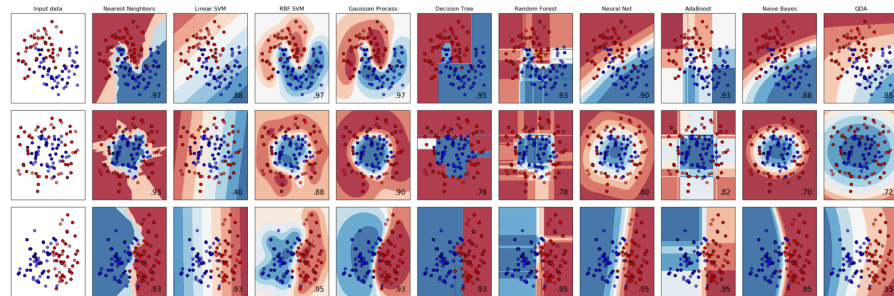 Input data Nearest Neighbors Linear SVM RBF SVM Gaussian Process Decision Tree Random Forest Neural Net AdaBoost Naive Bayes QDA
.97 .88 .97 .97 .95 .93 .90 .93 .88 .85
.93 .40 .88 .90 .78 .78 .80 .82 .70 .72
.93 .93 .95 .93 .93 .95 .95 .95 .95 .93